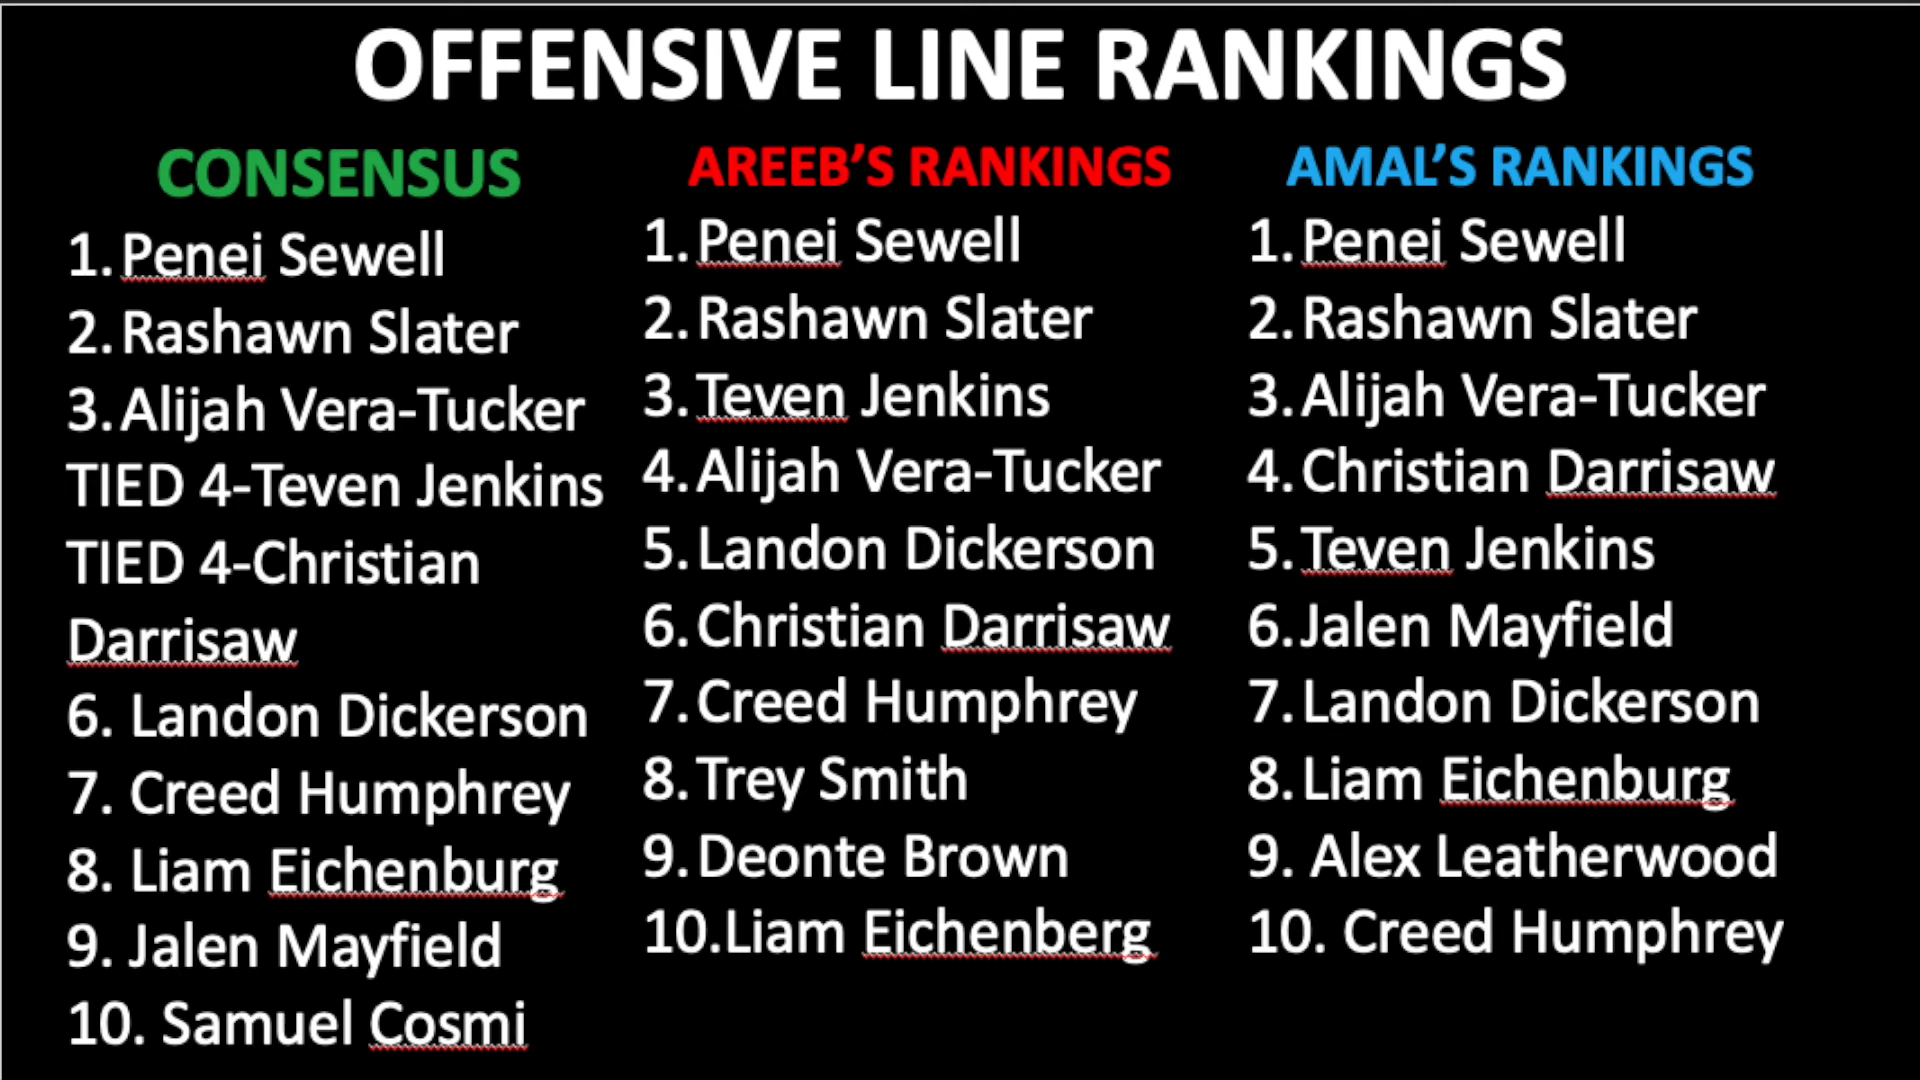 OFFENSIVE LINE RANKINGS
CONSENSUS
1. Penei Sewell
2. Rashawn Slater
3. Alijah Vera-Tucker
TIED 4-Teven Jenkins
TIED 4-Christian
Darrisaw
6. Landon Dickerson
7. Creed Humphrey
8. Liam Eichenburg
9. Jalen Mayfield
10. Samuel Cosmi
AREEB'S RANKINGS
1. Penei Sewell
2. Rashawn Slater
3. Teven Jenkins
4. Alijah Vera-Tucker
5. Landon Dickerson
6. Christian Darrisaw
7. Creed Humphrey
8. Trey Smith
9. Deonte Brown
10. Liam Eichenberg
AMAL'S RANKINGS
1. Penei Sewell
2. Rashawn Slater
3. Alijah Vera-Tucker
4. Christian Darrisaw
5. Teven Jenkins
6. Jalen Mayfield
7. Landon Dickerson
8. Liam Eichenburg
9. Alex Leatherwood
10. Creed Humphrey